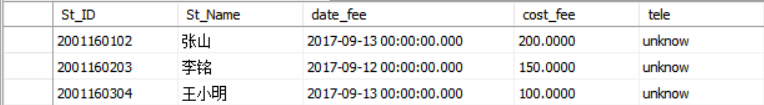 St_ID St_Name date_fee cost_fee tele
2001160102 张山 2017-09-13 00:00:00.000 200.0000 unknow
2001160203 李铭 2017-09-12 00:00:00.000 150.0000 unknow
2001160304 王小明 2017-09-13 00:00:00.000 100.0000 unknow